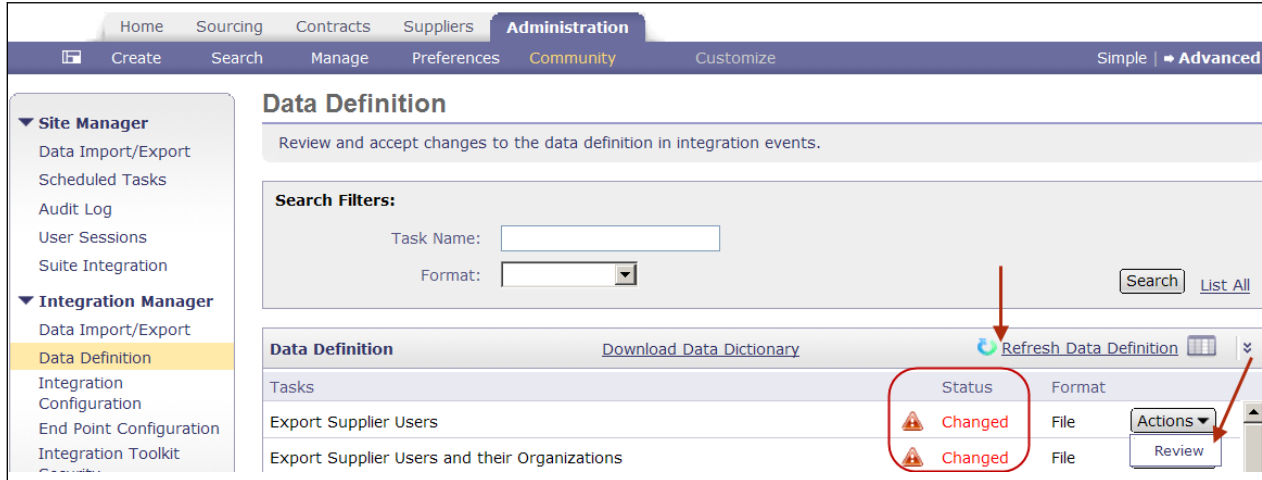 Home Sourcing Contracts Suppliers Administration
Create Search Manage Preferences Community Customize Simple | Advanced
Data Definition
Review and accept changes to the data definition in integration events.
Site Manager
Data Import/Export
Scheduled Tasks
Audit Log
User Sessions
Suite Integration
Integration Manager
Data Import/Export
Data Definition
Integration
Configuration
End Point Configuration
Integration Toolkit
Search Filters:
Task Name:
Format:
Search List All
Data Definition Download Data Dictionary Refresh Data Definition
Tasks Status Format
Export Supplier Users Changed File Actions
Review
Export Supplier Users and their Organizations Changed File